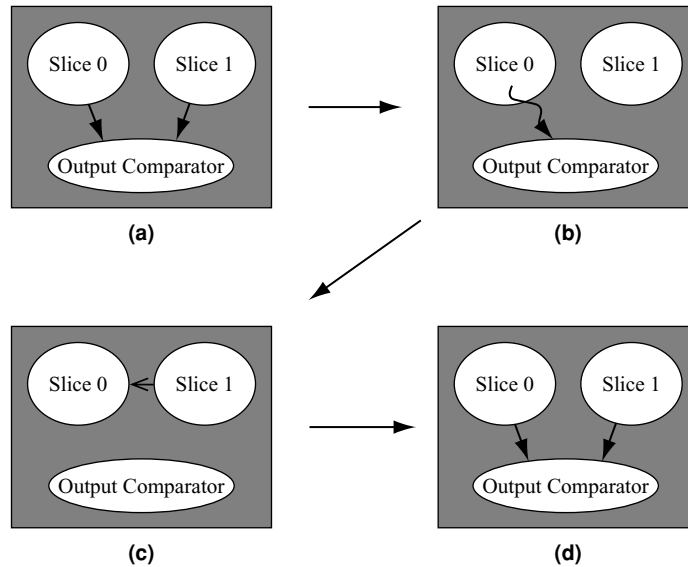 Slice 0
Slice 1
Output Comparator
(a)
Slice 0
Slice 1
Output Comparator
(b)
Slice 0
Slice 1
Output Comparator
(c)
Slice 0
Slice 1
Output Comparator
(d)